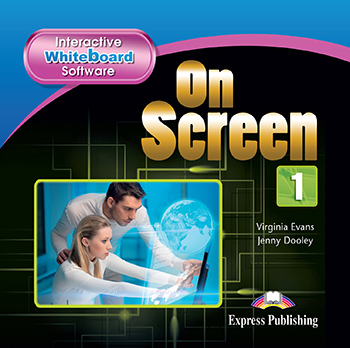 Interactive
Whiteboard
Software
On
Screen
1
Virginia Evans
Jenny Dooley
Express Publishing